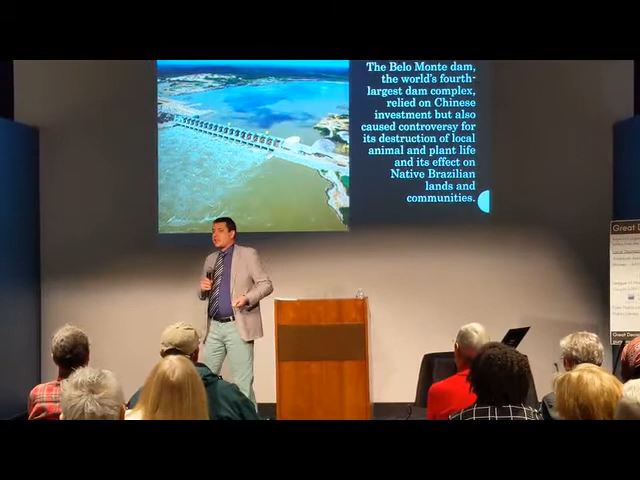 The Belo Monte dam,
the world's fourth-
largest dam complex,
relied on Chinese
investment but also
caused controversy for
its destruction of local
animal and plant life
and its effect on
Native Brazilian
lands and
communities.
Great
Great